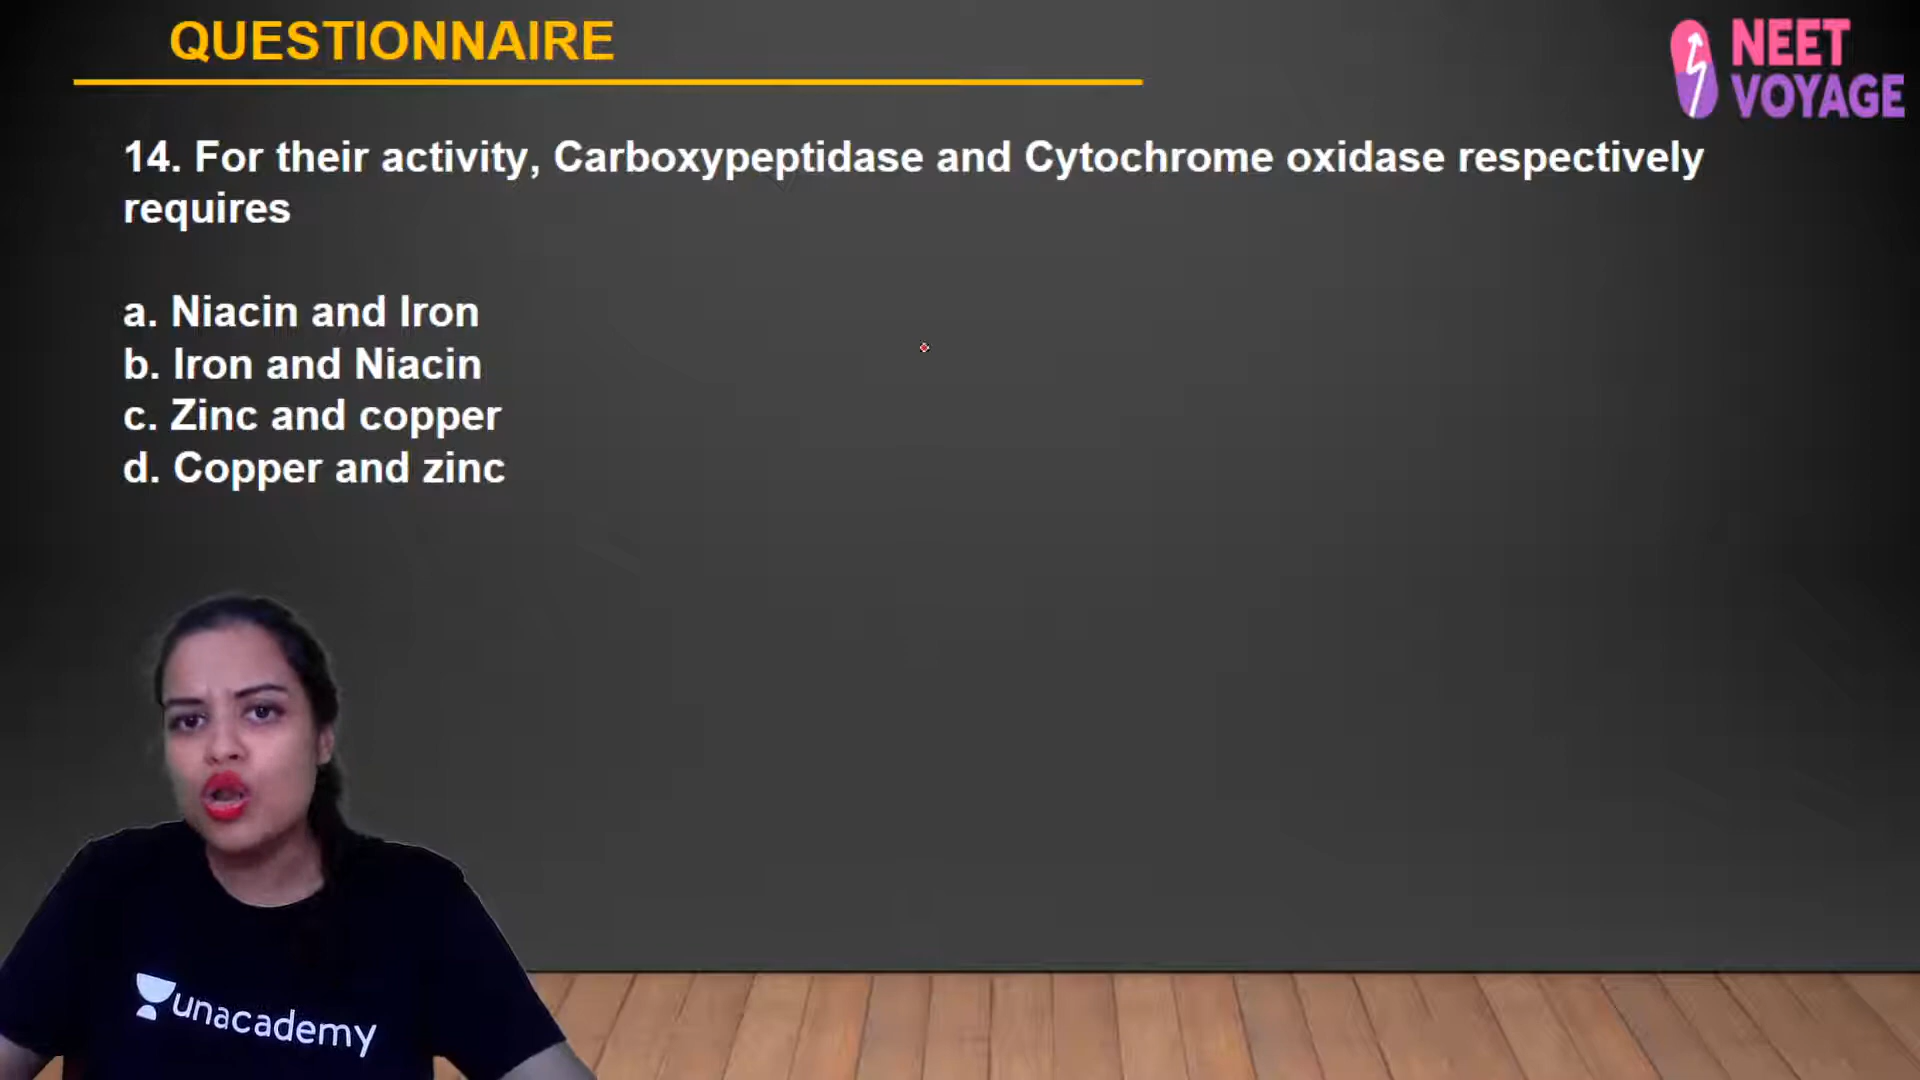 QUESTIONNAIRE
NEET
VOYAGE
14. For their activity, Carboxypeptidase and Cytochrome oxidase respectively
requires
a. Niacin and Iron
b. Iron and Niacin
c. Zinc and copper
d. Copper and zinc
unacademy